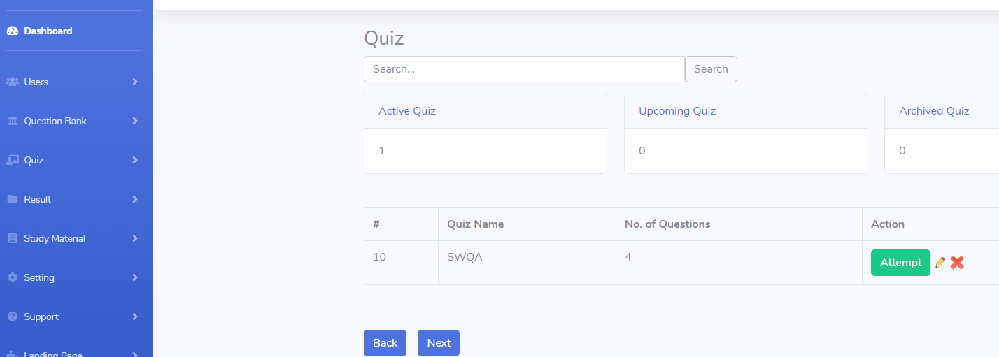 Dashboard
Users
Question Bank
Quiz
Result
Study Material
Setting
Support
Landing Page
Quiz
Search...
Search
Active Quiz
1
Upcoming Quiz
0
Archived Quiz
0
# Quiz Name No. of Questions Action
10 SWQA 4 Attempt
Back Next